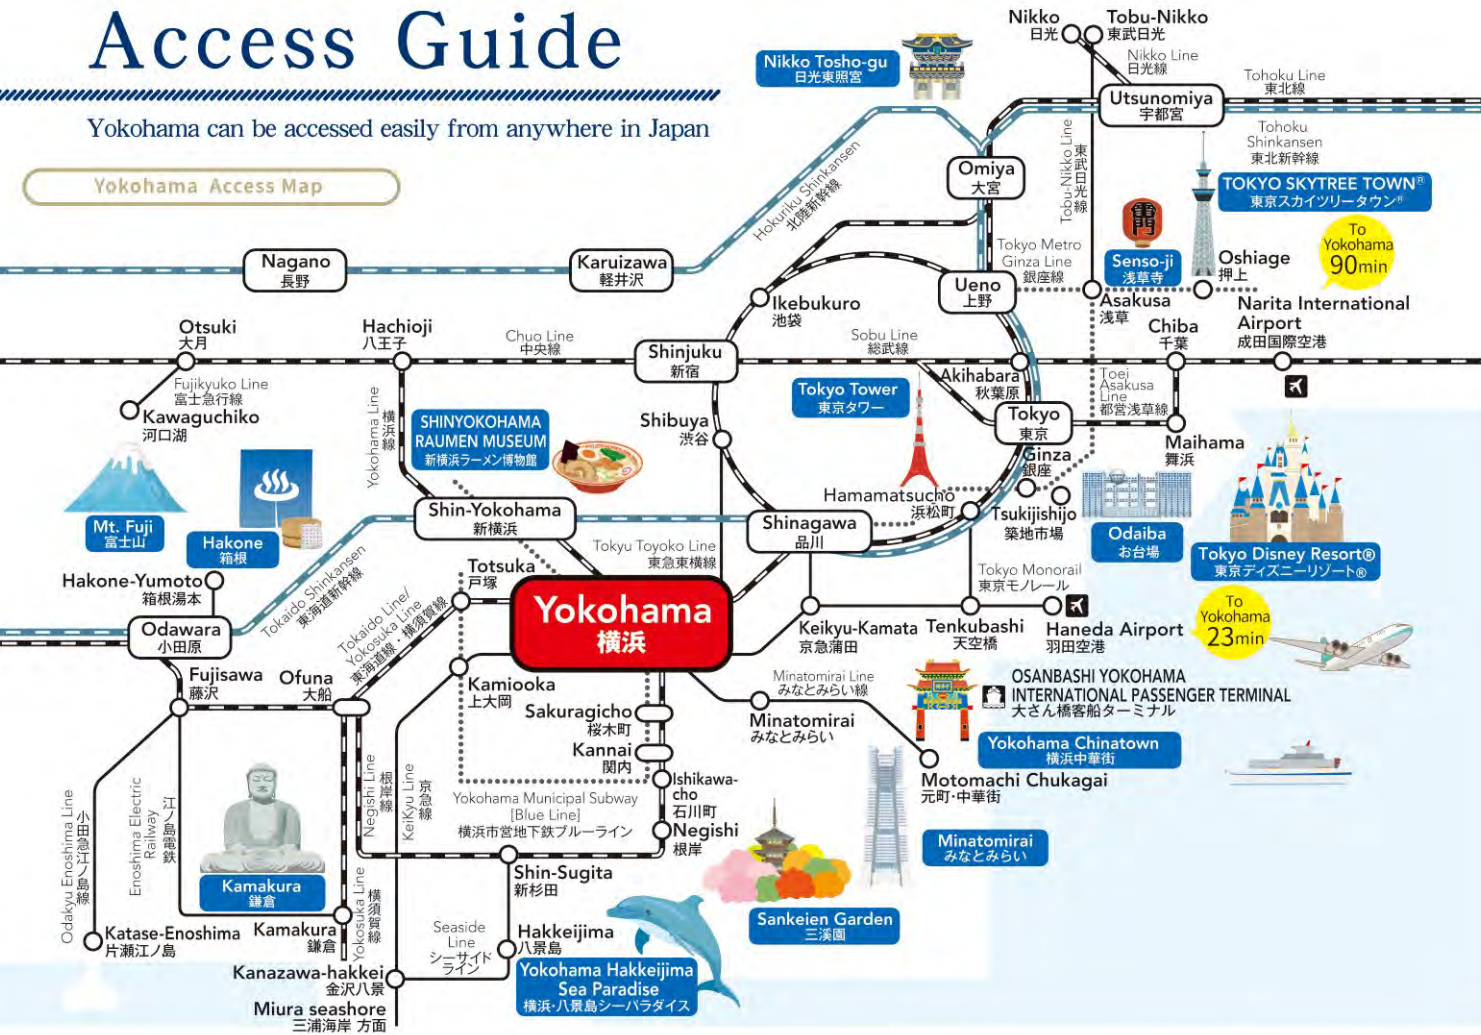 Access Guide
Yokohama can be accessed easily from anywhere in Japan
Yokohama Access Map
Nikko Tosho-gu
日光東照宮
Nikko
日光
Tobu-Nikko
東武日光
Nikko Line
日光線
Utsunomiya
宇都宮
Tohoku Line
東北線
Tohoku
Shinkansen
東北新幹線
Tobu-Nikko Line
東武日光線
Omiya
大宮
Hokuriku Shinkansen
北陸新幹線
TOKYO SKYTREE TOWN®
東京スカイツリータウン®
To
Yokohama
90min
Tokyo Metro
Ginza Line
銀座線
Senso-ji
浅草寺
Oshiage
押上
Nagano
長野
Karuizawa
軽井沢
Ueno
上野
Ikebukuro
池袋
Asakusa
浅草
Narita International
Airport
成田国際空港
Chiba
千葉
Otsuki
大月
Hachioji
八王子
Chuo Line
中央線
Shinjuku
新宿
Sobu Line
総武線
Akihabara
秋葉原
Fujikyuko Line
富士急行線
Kawaguchiko
河口湖
Yokohama Line
横浜線
SHINYOKOHAMA
RAUMEN MUSEUM
新横浜ラーメン博物館
Shibuya
渋谷
Tokyo Tower
東京タワー
Tokyo
東京
Toei
Asakusa
Line
都営浅草線
Maihama
舞浜
Ginza
銀座
Mt. Fuji
富士山
Hakone
箱根
Shin-Yokohama
新横浜
Shinagawa
品川
Hamamatsucho
浜松町
Tsukijishijo
築地市場
Odaiba
お台場
Tokyo Disney Resort®
東京ディズニーリゾート®
Hakone-Yumoto
箱根湯本
Tokaido Shinkansen
東海道新幹線
Totsuka
戸塚
Tokyu Toyoko Line
東急東横線
Tokyo Monorail
東京モノレール
To
Yokohama
23min
Odawara
小田原
Tokaido Line/
Yokosuka Line
東海道線・横須賀線
Yokohama
横浜
Keikyu-Kamata
京急蒲田
Tenkubashi
天空橋
Haneda Airport
羽田空港
Fujisawa
藤沢
Ofuna
大船
Kamiooka
上大岡
Minatomirai Line
みなとみらい線
OSANBASHI YOKOHAMA
INTERNATIONAL PASSENGER TERMINAL
大さん橋客船ターミナル
Sakuragicho
桜木町
Minatomirai
みなとみらい
Kannai
関内
Yokohama Chinatown
横浜中華街
Ishikawa-
cho
石川町
Motomachi Chukagai
元町・中華街
Odakyu Enoshima Line
小田急江ノ島線
Enoshima Electric
Railway
江ノ島電鉄
Negishi Line
根岸線
KeiKyu Line
京急線
Yokohama Municipal Subway
[Blue Line]
横浜市営地下鉄ブルーライン
Negishi
根岸
Minatomirai
みなとみらい
Kamakura
鎌倉
Shin-Sugita
新杉田
Yokosuka Line
横須賀線
Sankeien Garden
三溪園
Katase-Enoshima
片瀬江ノ島
Kamakura
鎌倉
Seaside
Line
シーサイド
ライン
Hakkeijima
八景島
Kanazawa-hakkei
金沢八景
Yokohama Hakkeijima
Sea Paradise
横浜・八景島シーパラダイス
Miura seashore
三浦海岸 方面